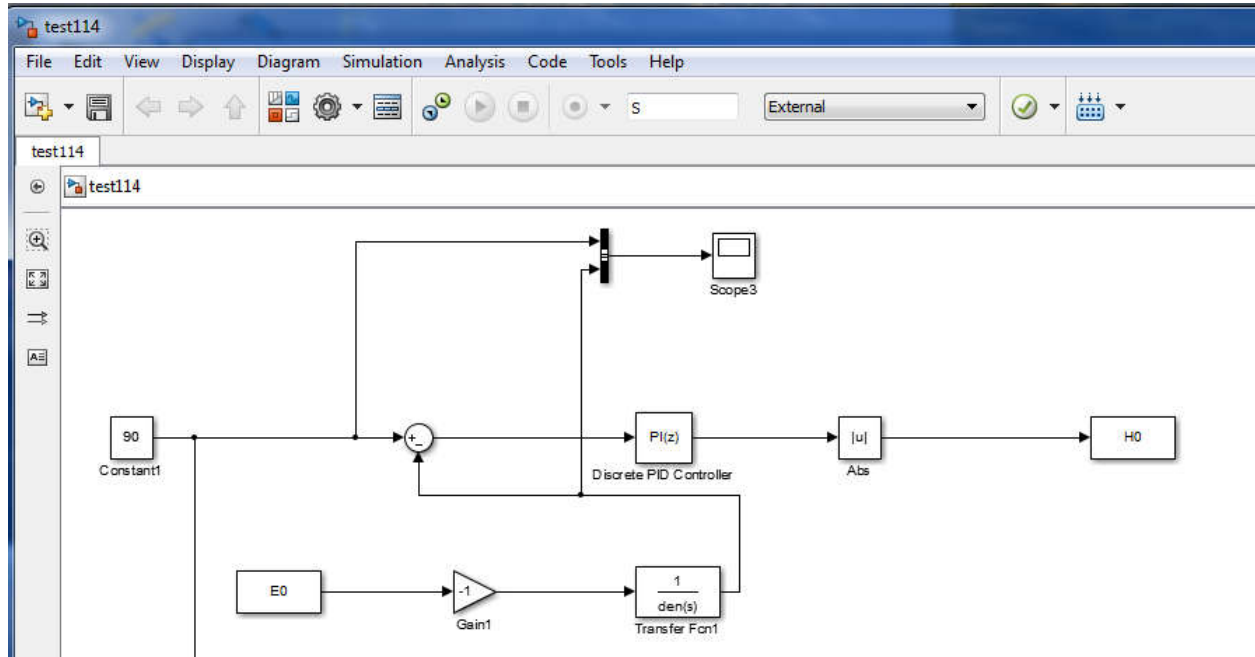 test114
File Edit View Display Diagram Simulation Analysis Code Tools Help
S External
test114
test114
Scope3
90
+_
PI(z)
|u|
H0
Constant1
Discrete PID Controller
Abs
E0
-1
1
den(s)
Gain1
Transfer Fcn1